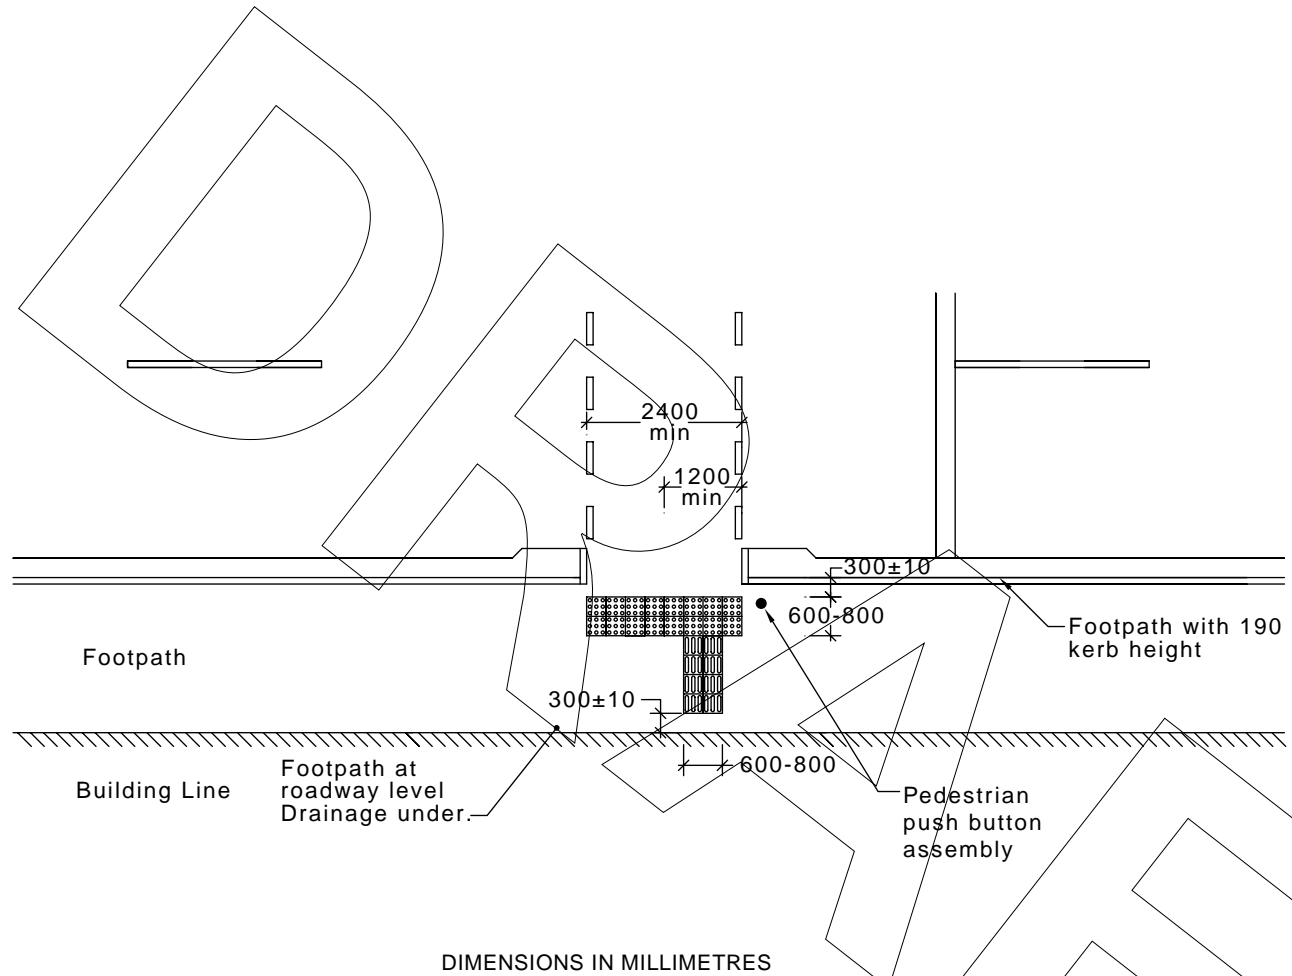 2400
min
1200
min
300±10
600-800
Footpath with 190
kerb height
Footpath
300±10
600-800
Building Line
Footpath at
roadway level
Drainage under.
Pedestrian
push button
assembly
DIMENSIONS IN MILLIMETRES
DRAF